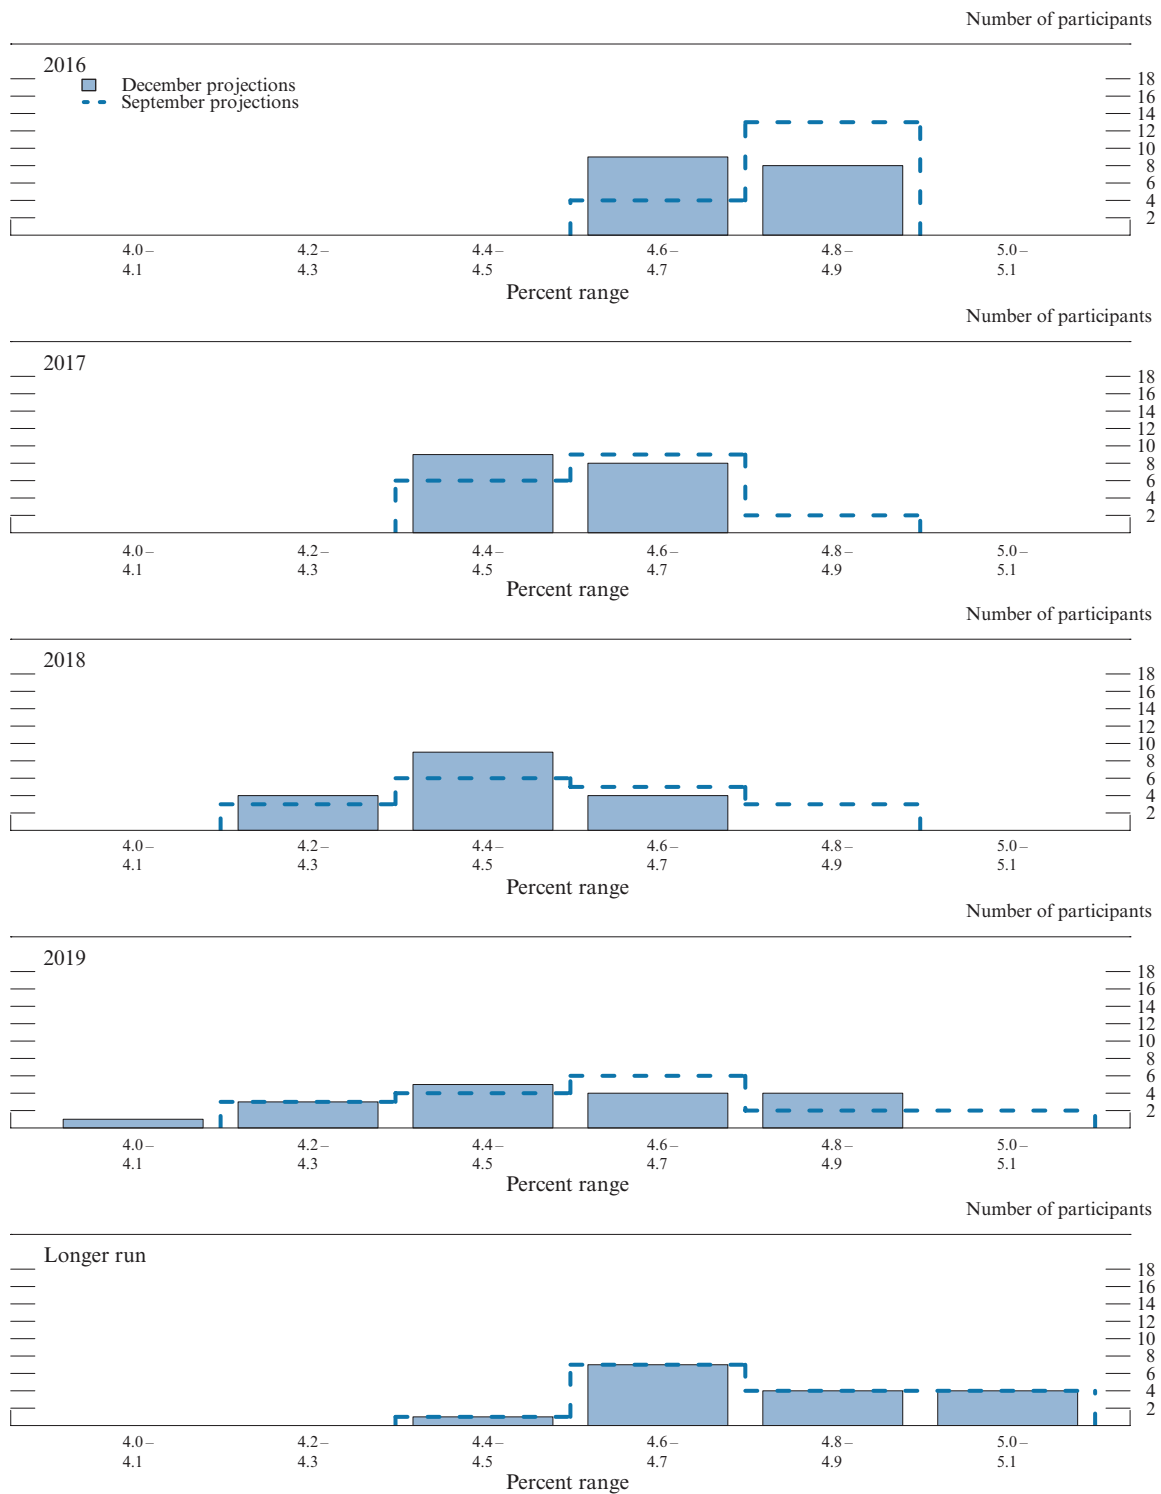 Number of participants
2016
December projections
September projections
18
16
14
12
10
8
6
4
2
4.0– 4.2– 4.4– 4.6– 4.8– 5.0–
4.1 4.3 4.5 4.7 4.9 5.1
Percent range
Number of participants
2017
18
16
14
12
10
8
6
4
2
4.0– 4.2– 4.4– 4.6– 4.8– 5.0–
4.1 4.3 4.5 4.7 4.9 5.1
Percent range
Number of participants
2018
18
16
14
12
10
8
6
4
2
4.0– 4.2– 4.4– 4.6– 4.8– 5.0–
4.1 4.3 4.5 4.7 4.9 5.1
Percent range
Number of participants
2019
18
16
14
12
10
8
6
4
2
4.0– 4.2– 4.4– 4.6– 4.8– 5.0–
4.1 4.3 4.5 4.7 4.9 5.1
Percent range
Number of participants
Longer run
18
16
14
12
10
8
6
4
2
4.0– 4.2– 4.4– 4.6– 4.8– 5.0–
4.1 4.3 4.5 4.7 4.9 5.1
Percent range